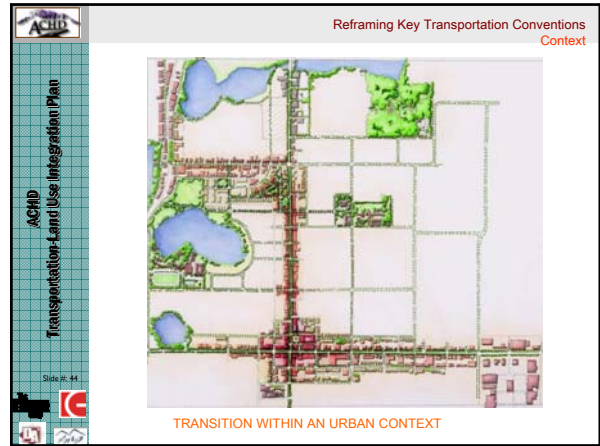 ACHD
Reframing Key Transportation Conventions
Context
ACHD
Transportation-Land Use Integration Plan
Slide #: 44
TRANSITION WITHIN AN URBAN CONTEXT